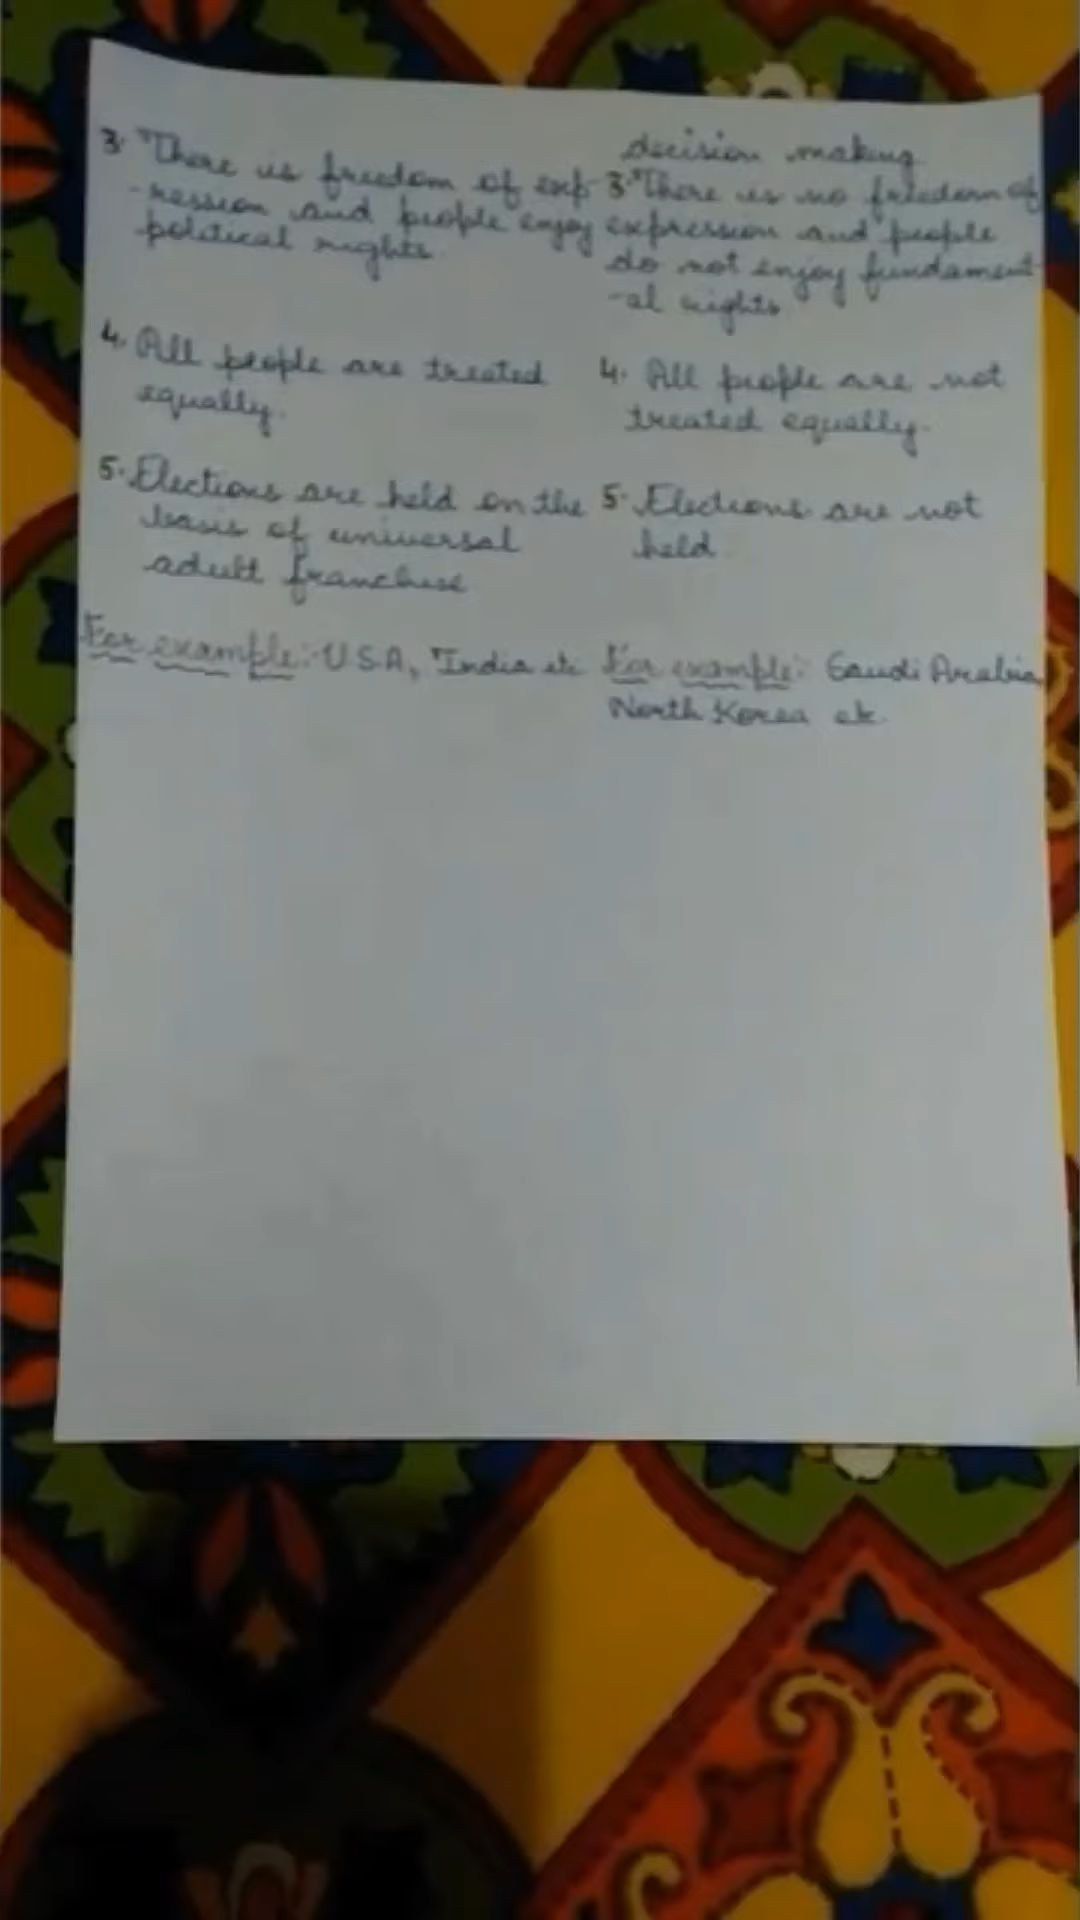 3. There is freedom of exp
-ression and people enjoy
political rights.
4. All people are treated
equally.
5. Elections are held on the
basis of universal
adult franchise
For example:- U.S.A, India etc
decision making
3. There is no freedom of
expression and people
do not enjoy fundament
-al rights
4. All people are not
treated equally.
5. Elections are not
held
For example: Saudi Arabia,
North Korea etc.